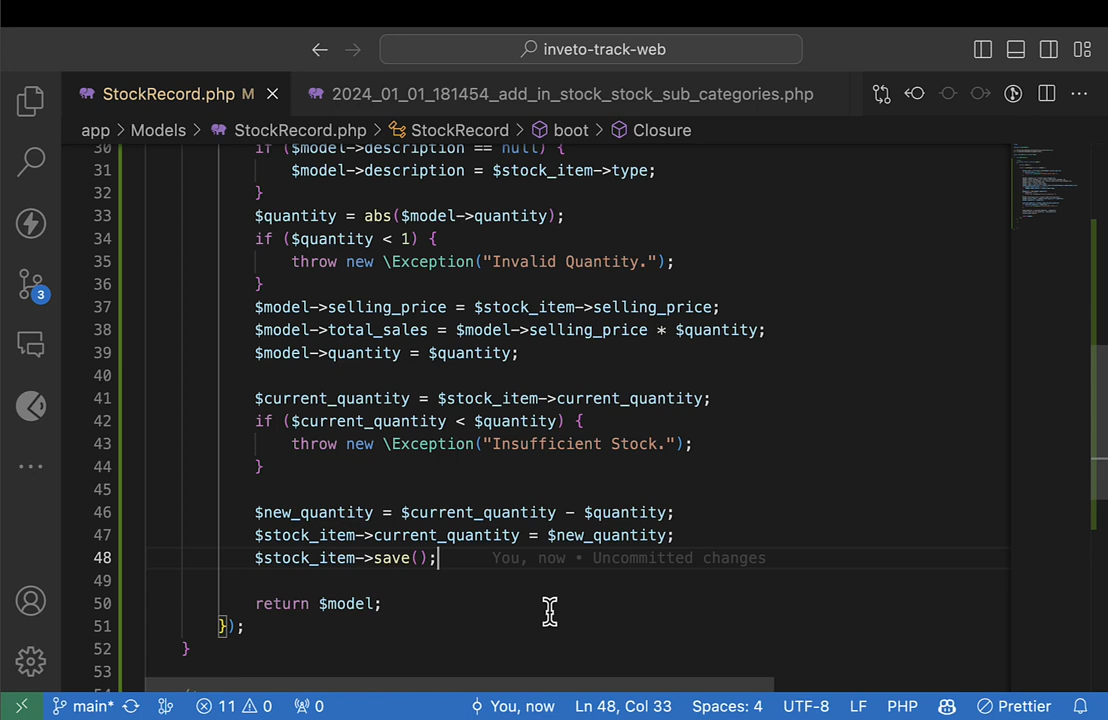 inveto-track-web
StockRecord.php M
2024_01_01_181454_add_in_stock_stock_sub_categories.php
app > Models > StockRecord.php > StockRecord > boot > Closure
30 if ($model->description == null) {
31 $model->description = $stock_item->type;
32 }
33 $quantity = abs($model->quantity);
34 if ($quantity < 1) {
35 throw new \Exception("Invalid Quantity.");
36 }
37 $model->selling_price = $stock_item->selling_price;
38 $model->total_sales = $model->selling_price * $quantity;
39 $model->quantity = $quantity;
40
41 $current_quantity = $stock_item->current_quantity;
42 if ($current_quantity < $quantity) {
43 throw new \Exception("Insufficient Stock.");
44 }
45
46 $new_quantity = $current_quantity - $quantity;
47 $stock_item->current_quantity = $new_quantity;
48 $stock_item->save(); You, now • Uncommitted changes
49
50 return $model;
51 });
52 }
53
3
main* 11 0 0 You, now Ln 48, Col 33 Spaces: 4 UTF-8 LF PHP Prettier